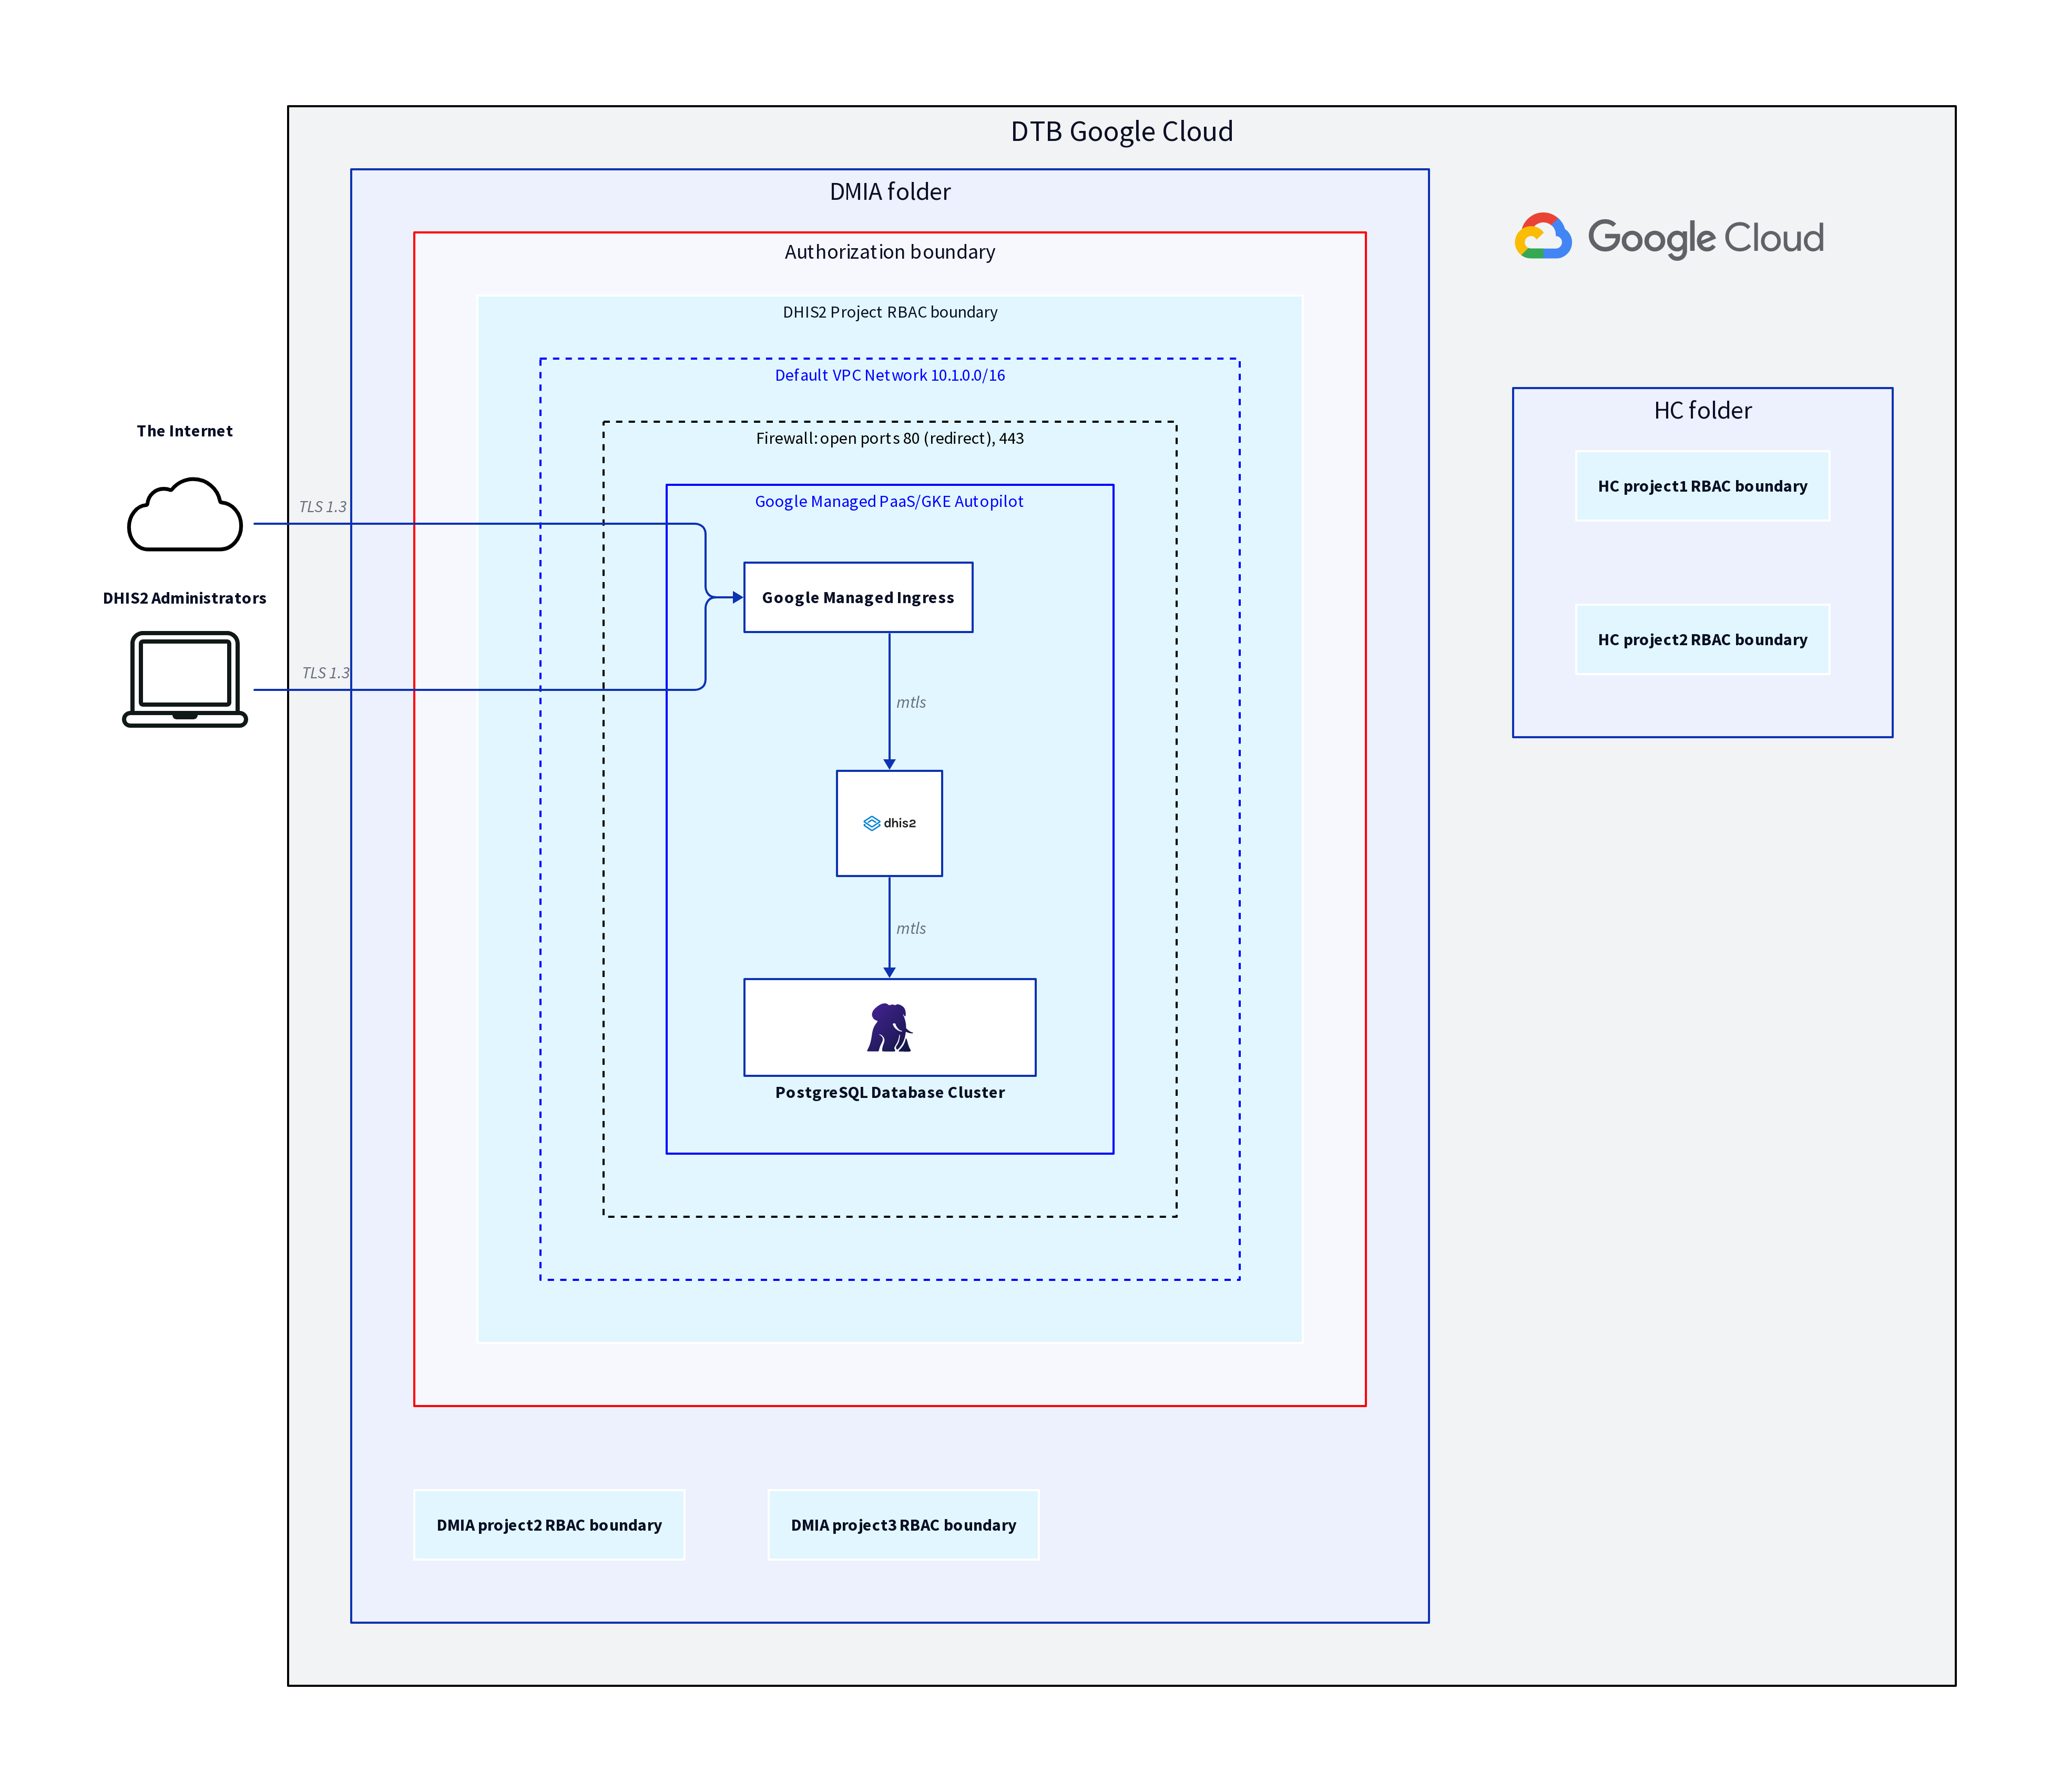 DTB Google Cloud
DMIA folder
Google Cloud
Authorization boundary
DHIS2 Project RBAC boundary
Default VPC Network 10.1.0.0/16
HC folder
The Internet
Firewall: open ports 80 (redirect), 443
HC project1 RBAC boundary
TLS 1.3
Google Managed PaaS/GKE Autopilot
DHIS2 Administrators
Google Managed Ingress
HC project2 RBAC boundary
TLS 1.3
mtls
dhis2
mtls
PostgreSQL Database Cluster
DMIA project2 RBAC boundary
DMIA project3 RBAC boundary